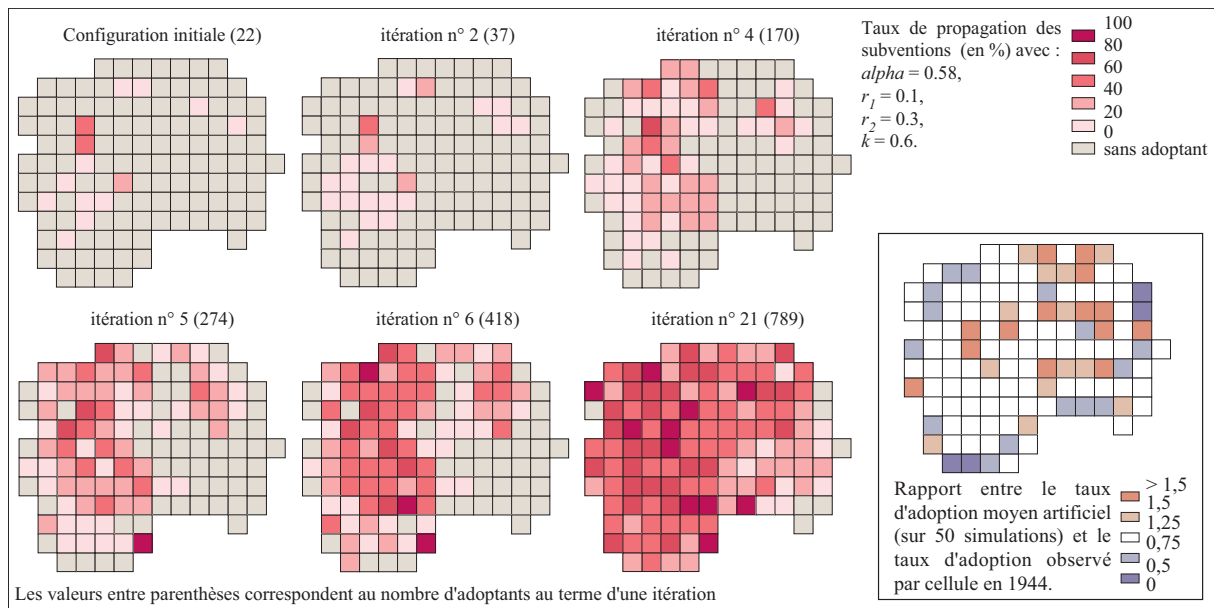 Configuration initiale (22)
itération n° 2 (37)
itération n° 4 (170)
Taux de propagation des
subventions (en %) avec :
alpha = 0.58,
r1 = 0.1,
r2 = 0.3,
k = 0.6.
100
80
60
40
20
0
sans adoptant
itération n° 5 (274)
itération n° 6 (418)
itération n° 21 (789)
Rapport entre le taux
d'adoption moyen artificiel
(sur 50 simulations) et le
taux d'adoption observé
par cellule en 1944.
> 1,5
1,5
1,25
0,75
0,5
0
Les valeurs entre parenthèses correspondent au nombre d'adoptants au terme d'une itération